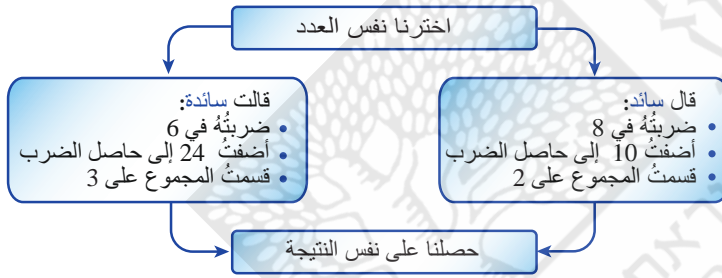 اخترنا نفس العدد
قال سائد:
• ضربتُهُ في 8
• أضفتُ 10 إلى حاصل الضرب
• قسمتُ المجموع على 2
قالت سائدة:
• ضربتُهُ في 6
• أضفتُ 24 إلى حاصل الضرب
• قسمتُ المجموع على 3
حصلنا على نفس النتيجة